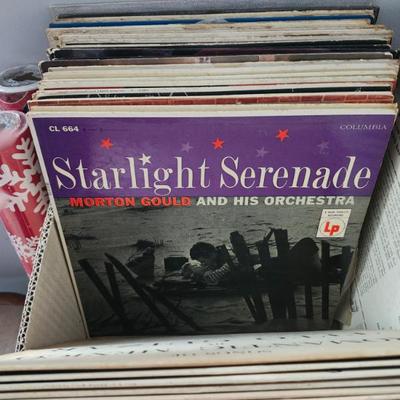 CL 664
COLUMBIA
Starlight Serenade
MORTON GOULD AND HIS ORCHESTRA
Lp